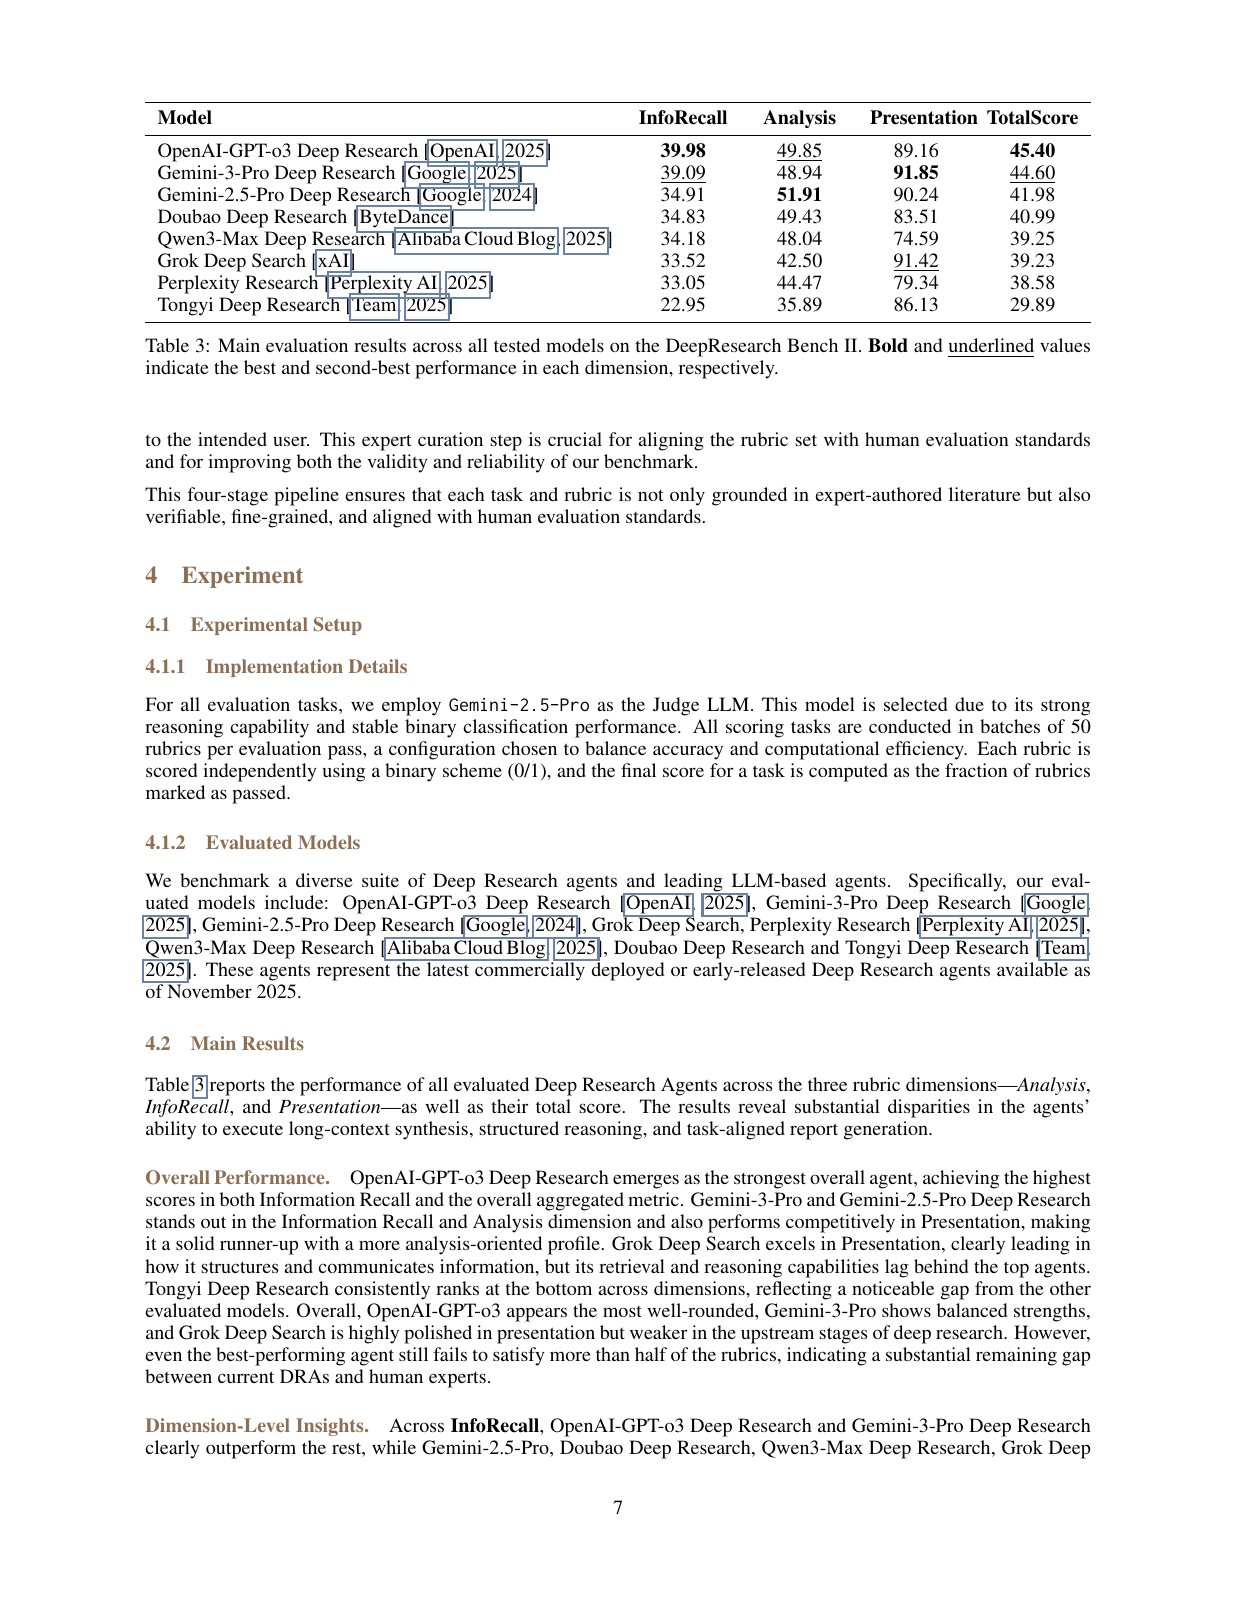 Model InfoRecall Analysis Presentation TotalScore
OpenAI-GPT-o3 Deep Research [OpenAI, 2025] 39.98 49.85 89.16 45.40
Gemini-3-Pro Deep Research [Google, 2025] 39.09 48.94 91.85 44.60
Gemini-2.5-Pro Deep Research [Google, 2024] 34.91 51.91 90.24 41.98
Doubao Deep Research [ByteDance] 34.83 49.43 83.51 40.99
Qwen3-Max Deep Research [Alibaba Cloud Blog, 2025] 34.18 48.04 74.59 39.25
Grok Deep Search [xAI] 33.52 42.50 91.42 39.23
Perplexity Research [Perplexity AI, 2025] 33.05 44.47 79.34 38.58
Tongyi Deep Research [Team, 2025] 22.95 35.89 86.13 29.89
Table 3: Main evaluation results across all tested models on the DeepResearch Bench II. Bold and underlined values
indicate the best and second-best performance in each dimension, respectively.
to the intended user. This expert curation step is crucial for aligning the rubric set with human evaluation standards
and for improving both the validity and reliability of our benchmark.
This four-stage pipeline ensures that each task and rubric is not only grounded in expert-authored literature but also
verifiable, fine-grained, and aligned with human evaluation standards.
4 Experiment
4.1 Experimental Setup
4.1.1 Implementation Details
For all evaluation tasks, we employ Gemini-2.5-Pro as the Judge LLM. This model is selected due to its strong
reasoning capability and stable binary classification performance. All scoring tasks are conducted in batches of 50
rubrics per evaluation pass, a configuration chosen to balance accuracy and computational efficiency. Each rubric is
scored independently using a binary scheme (0/1), and the final score for a task is computed as the fraction of rubrics
marked as passed.
4.1.2 Evaluated Models
We benchmark a diverse suite of Deep Research agents and leading LLM-based agents. Specifically, our eval-
uated models include: OpenAI-GPT-o3 Deep Research [OpenAI, 2025], Gemini-3-Pro Deep Research [Google,
2025], Gemini-2.5-Pro Deep Research [Google, 2024], Grok Deep Search, Perplexity Research [Perplexity AI, 2025],
Qwen3-Max Deep Research [Alibaba Cloud Blog, 2025], Doubao Deep Research and Tongyi Deep Research [Team,
2025]. These agents represent the latest commercially deployed or early-released Deep Research agents available as
of November 2025.
4.2 Main Results
Table 3 reports the performance of all evaluated Deep Research Agents across the three rubric dimensions—Analysis,
InfoRecall, and Presentation—as well as their total score. The results reveal substantial disparities in the agents’
ability to execute long-context synthesis, structured reasoning, and task-aligned report generation.
Overall Performance. OpenAI-GPT-o3 Deep Research emerges as the strongest overall agent, achieving the highest
scores in both Information Recall and the overall aggregated metric. Gemini-3-Pro and Gemini-2.5-Pro Deep Research
stands out in the Information Recall and Analysis dimension and also performs competitively in Presentation, making
it a solid runner-up with a more analysis-oriented profile. Grok Deep Search excels in Presentation, clearly leading in
how it structures and communicates information, but its retrieval and reasoning capabilities lag behind the top agents.
Tongyi Deep Research consistently ranks at the bottom across dimensions, reflecting a noticeable gap from the other
evaluated models. Overall, OpenAI-GPT-o3 appears the most well-rounded, Gemini-3-Pro shows balanced strengths,
and Grok Deep Search is highly polished in presentation but weaker in the upstream stages of deep research. However,
even the best-performing agent still fails to satisfy more than half of the rubrics, indicating a substantial remaining gap
between current DRAs and human experts.
Dimension-Level Insights. Across InfoRecall, OpenAI-GPT-o3 Deep Research and Gemini-3-Pro Deep Research
clearly outperform the rest, while Gemini-2.5-Pro, Doubao Deep Research, Qwen3-Max Deep Research, Grok Deep
7